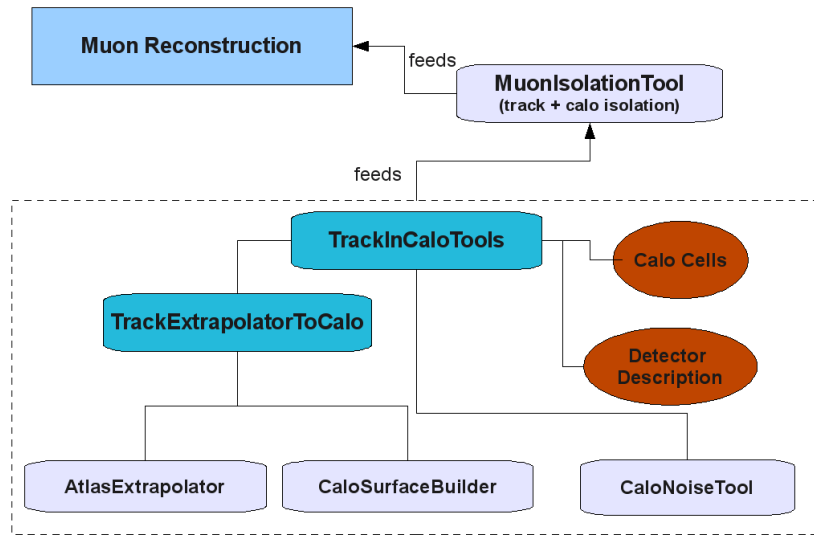 Muon Reconstruction
feeds
MuonIsolationTool
(track + calo isolation)
feeds
TrackInCaloTools
Calo Cells
TrackExtrapolatorToCalo
Detector
Description
AtlasExtrapolator
CaloSurfaceBuilder
CaloNoiseTool